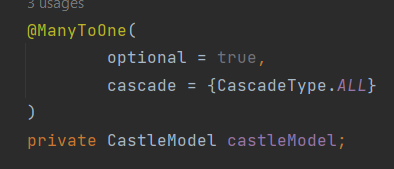 3 usages
@ManyToOne(
optional = true,
cascade = {CascadeType.ALL}
)
private CastleModel castleModel;